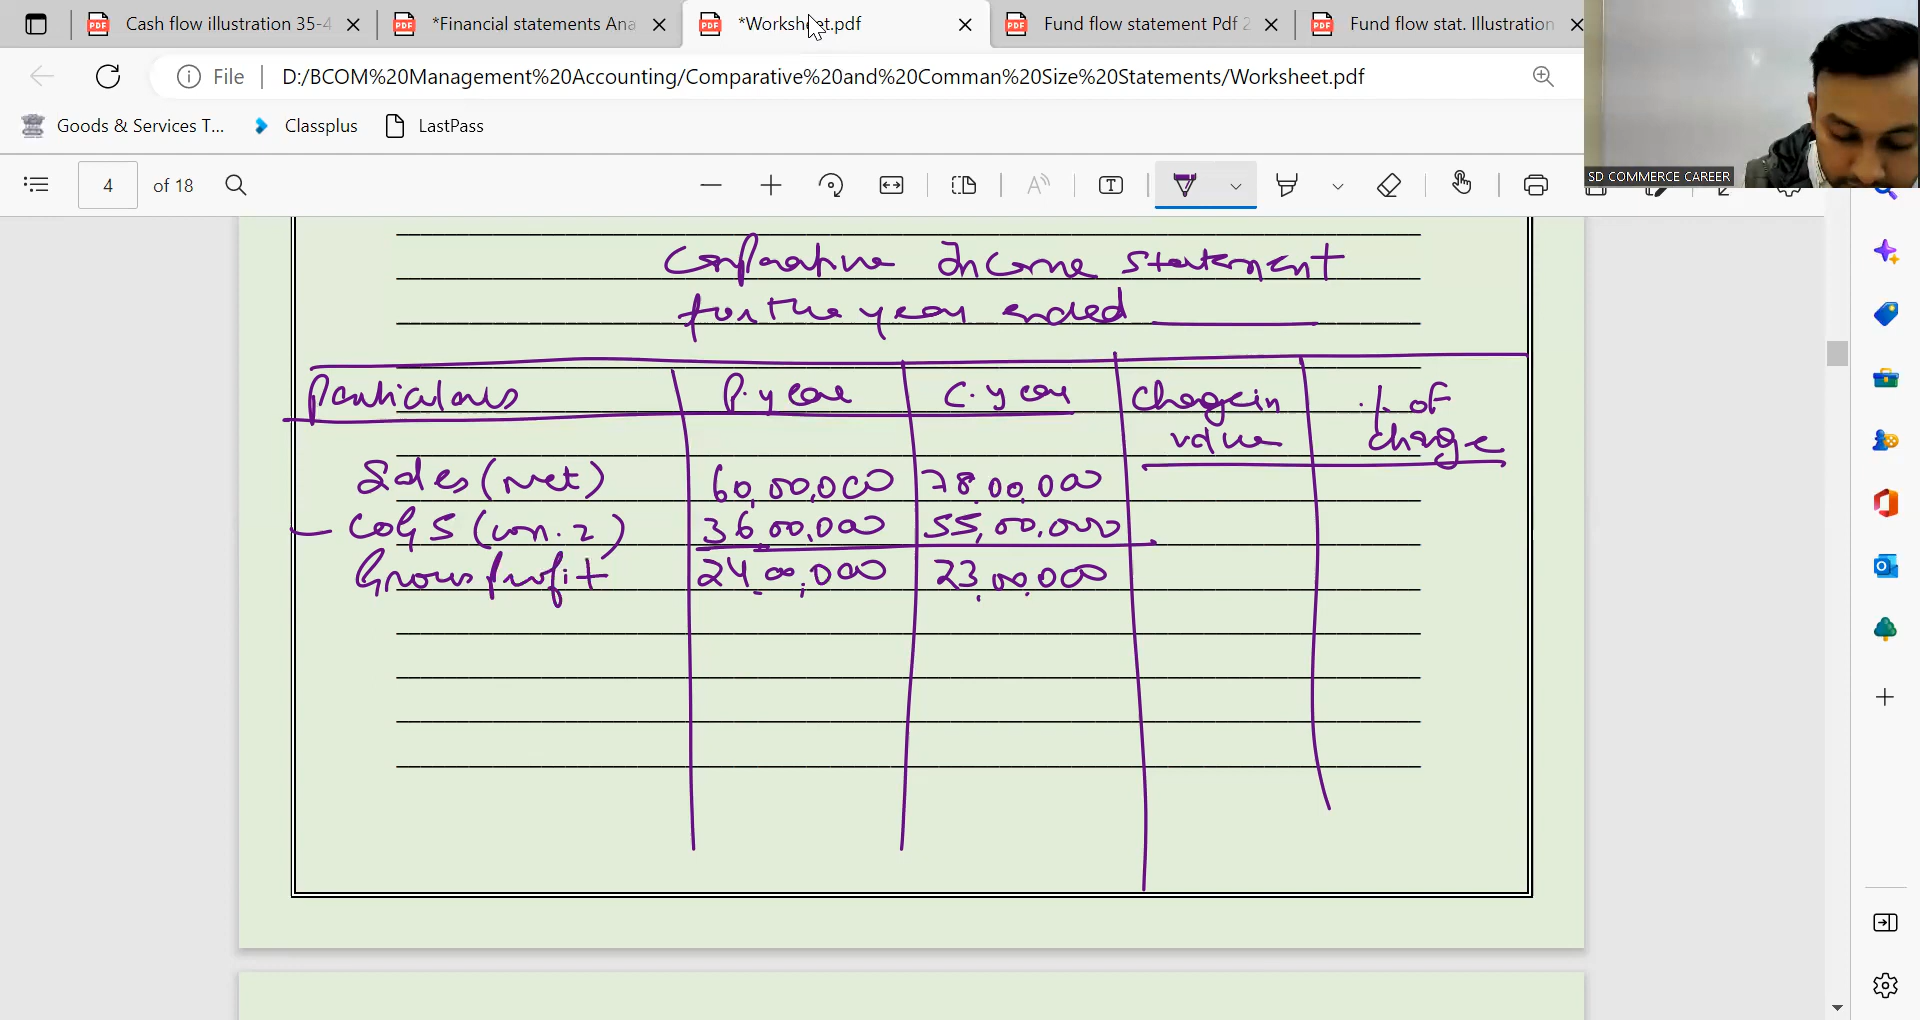 Cash flow illustration 35-4
*Financial statements Ana
*Worksheet.pdf
Fund flow statement Pdf 2
Fund flow stat. Illustration
File D:/BCOM%20Management%20Accounting/Comparative%20and%20Comman%20Size%20Statements/Worksheet.pdf
Goods & Services T... Classplus LastPass
4 of 18
SD COMMERCE CAREER
Comparative Income Statement
for the year ended
Particulars P.year C.year Change in value % of change
Sales (Net) 60,00,000 78,00,000
- COGS (wn.2) 36,00,000 55,00,000
Gross profit 24,00,000 23,00,000